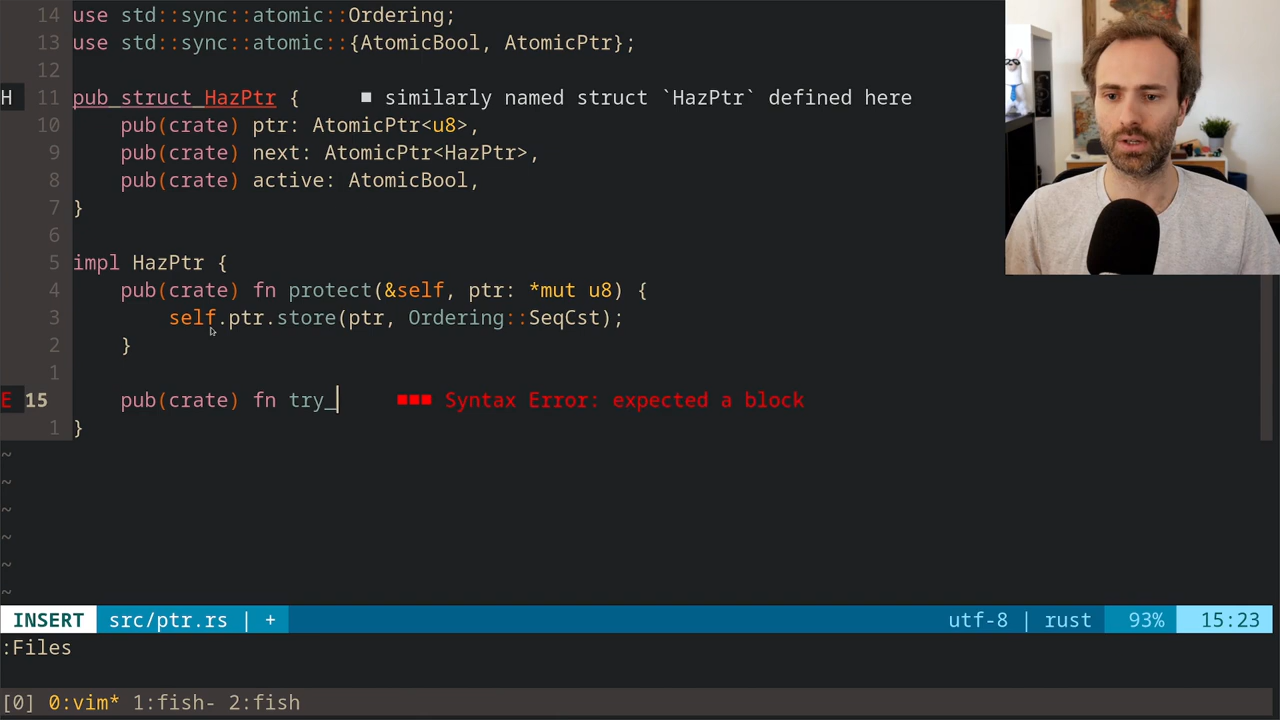 14 use std::sync::atomic::Ordering;
13 use std::sync::atomic::{AtomicBool, AtomicPtr};
12
H 11 pub struct HazPtr { ■ similarly named struct `HazPtr` defined here
10 pub(crate) ptr: AtomicPtr<u8>,
9 pub(crate) next: AtomicPtr<HazPtr>,
8 pub(crate) active: AtomicBool,
7 }
6
5 impl HazPtr {
4 pub(crate) fn protect(&self, ptr: *mut u8) {
3 self.ptr.store(ptr, Ordering::SeqCst);
2 }
1
E 15 pub(crate) fn try_ ■■■ Syntax Error: expected a block
1 }
~
~
~
~
~
~
INSERT src/ptr.rs | + utf-8 | rust 93% 15:23
:Files
[0] 0:vim* 1:fish- 2:fish